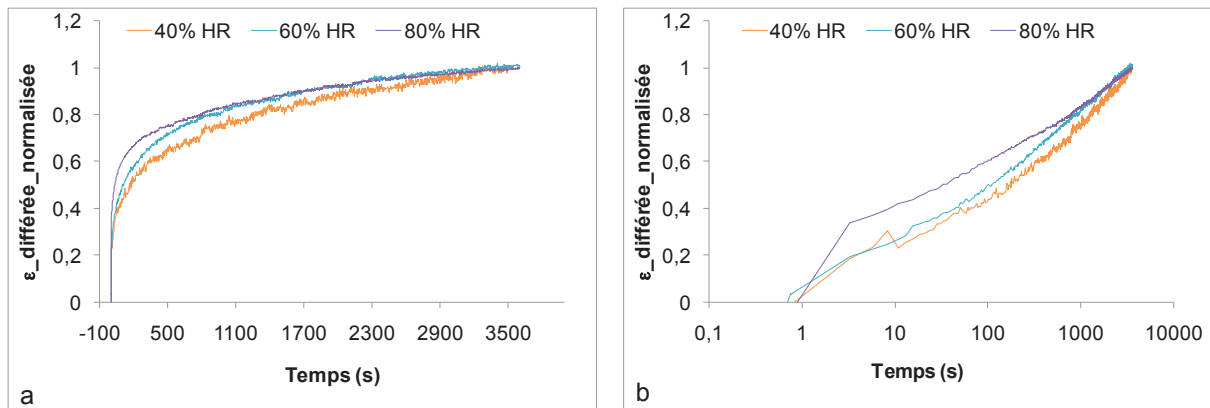 1,2
40% HR 60% HR 80% HR
1
0,8
0,6
0,4
0,2
0
-100 500 1100 1700 2300 2900 3500
ε_différée_normalisée
Temps (s)
a
1,2
40% HR 60% HR 80% HR
1
0,8
0,6
0,4
0,2
0
0,1 1 10 100 1000 10000
ε_différée_normalisée
Temps (s)
b